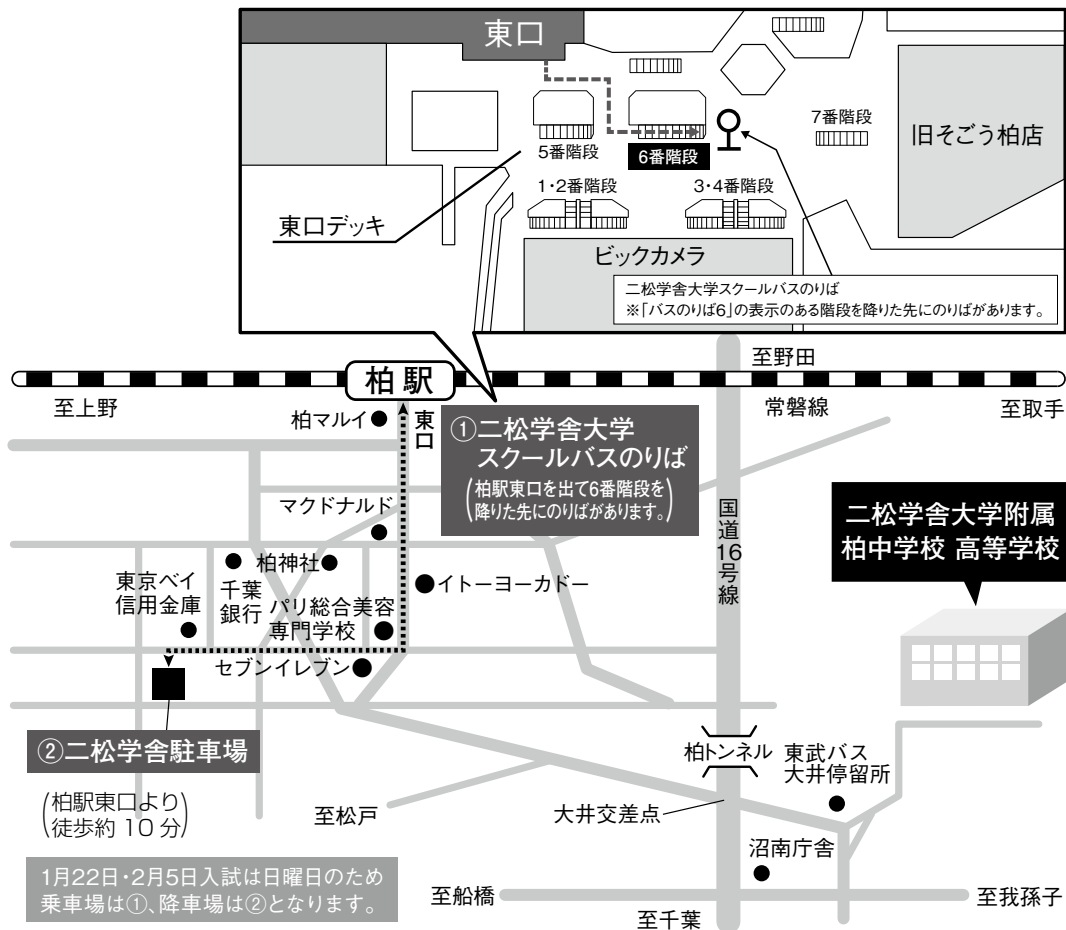 東口
5番階段
6番階段
7番階段
旧そごう柏店
1・2番階段
3・4番階段
東口デッキ
ビックカメラ
二松学舎大学スクールバスのりば
※「バスのりば6」の表示のある階段を降りた先にのりばがあります。
至野田
柏駅
至上野
常磐線
至取手
柏マルイ
東口
①二松学舎大学
スクールバスのりば
(柏駅東口を出て6番階段を
降りた先にのりばがあります。)
マクドナルド
国道16号線
二松学舎大学附属
柏中学校 高等学校
柏神社
千葉
銀行
東京ベイ
信用金庫
イトーヨーカドー
パリ総合美容
専門学校
セブンイレブン
②二松学舎駐車場
(柏駅東口より
徒歩約10分)
柏トンネル
東武バス
大井停留所
至松戸
大井交差点
沼南庁舎
1月22日・2月5日入試は日曜日のため
乗車場は①、降車場は②となります。
至船橋
至我孫子
至千葉